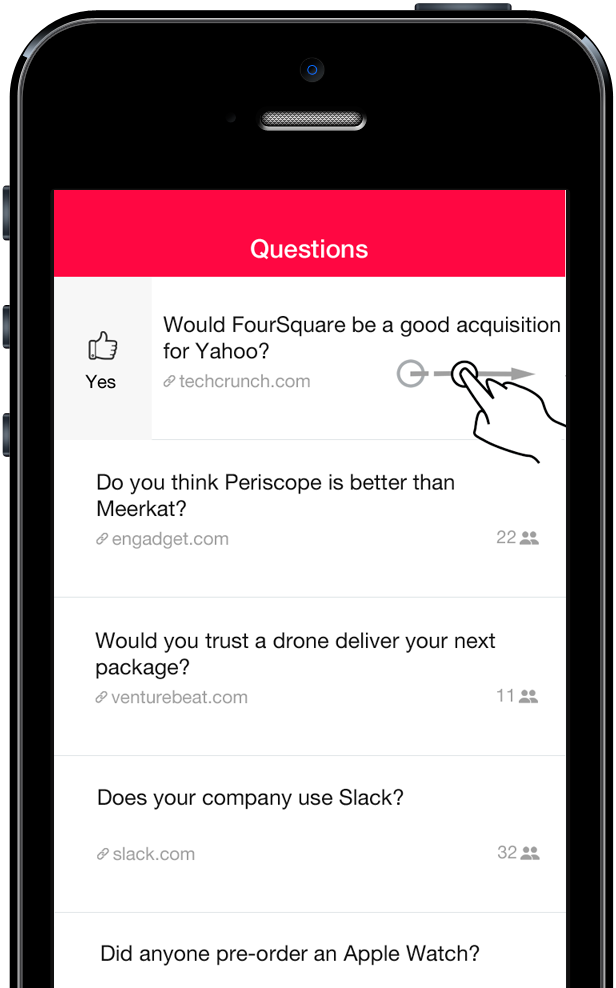 Questions
Would FourSquare be a good acquisition
for Yahoo?
techcrunch.com
Yes
Do you think Periscope is better than
Meerkat?
engadget.com
22
Would you trust a drone deliver your next
package?
venturebeat.com
11
Does your company use Slack?
slack.com
32
Did anyone pre-order an Apple Watch?